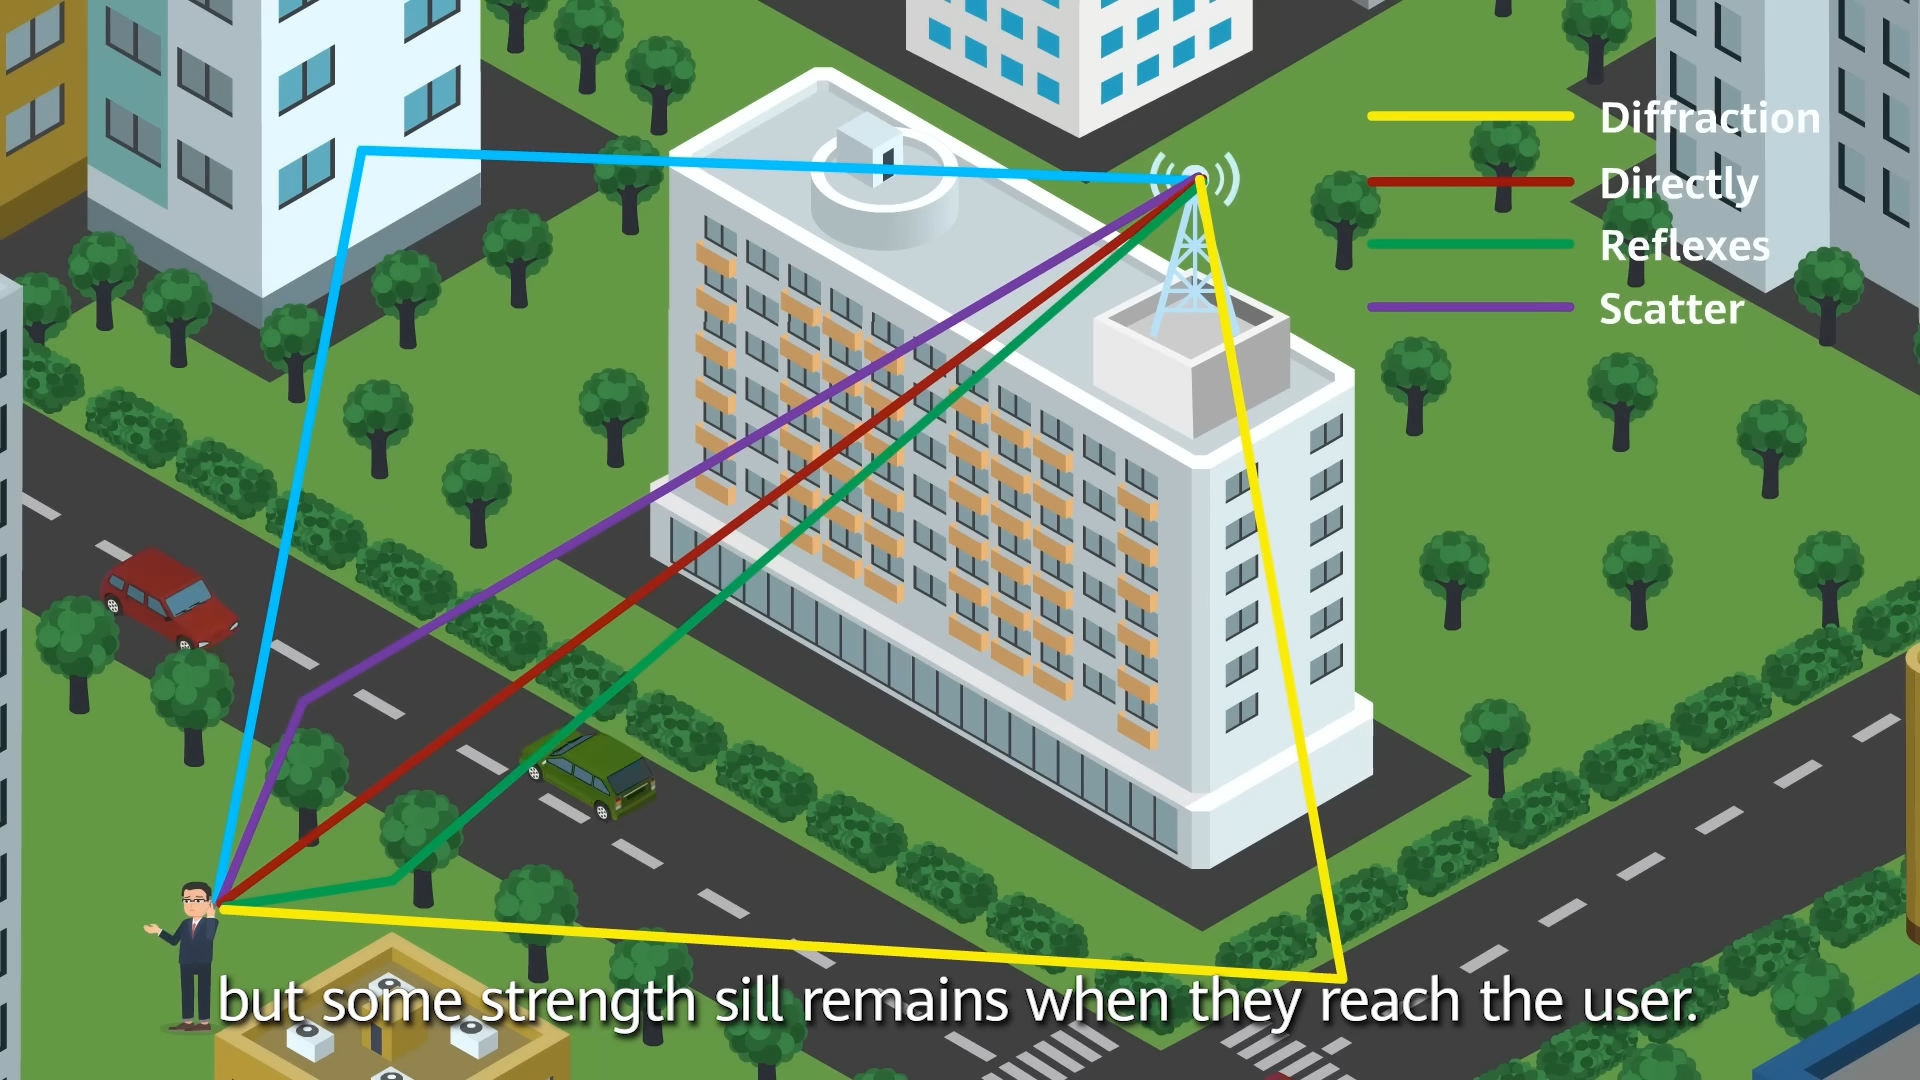 Diffraction
Directly
Reflexes
Scatter
but some strength sill remains when they reach the user.